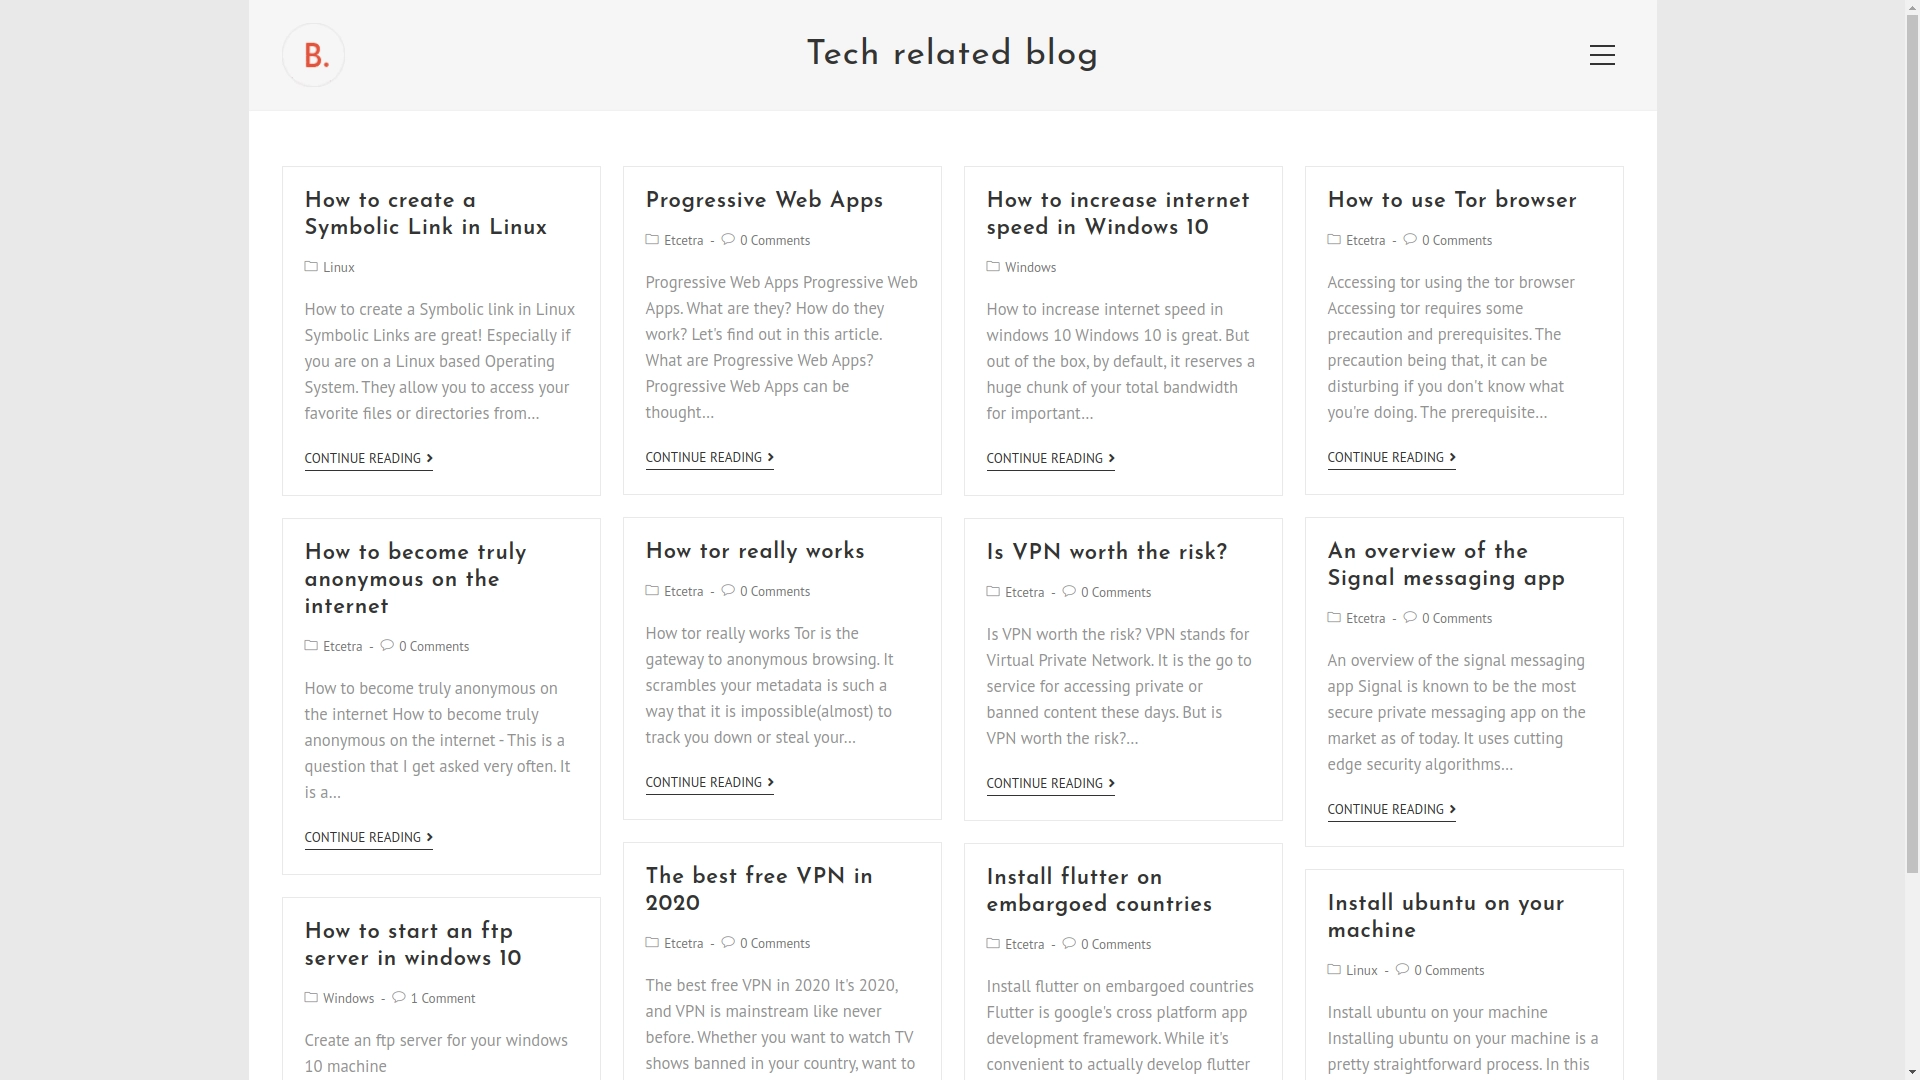 B.
Tech related blog
How to create a
Symbolic Link in Linux
Linux
How to create a Symbolic link in Linux
Symbolic Links are great! Especially if
you are on a Linux based Operating
System. They allow you to access your
favorite files or directories from...
CONTINUE READING
How to become truly
anonymous on the
internet
Etcetra - 0 Comments
How to become truly anonymous on
the internet How to become truly
anonymous on the internet - This is a
question that I get asked very often. It
is a...
CONTINUE READING
How to start an ftp
server in windows 10
Windows - 1 Comment
Create an ftp server for your windows
10 machine
Progressive Web Apps
Etcetra - 0 Comments
Progressive Web Apps Progressive Web
Apps. What are they? How do they
work? Let's find out in this article.
What are Progressive Web Apps?
Progressive Web Apps can be
thought...
CONTINUE READING
How tor really works
Etcetra - 0 Comments
How tor really works Tor is the
gateway to anonymous browsing. It
scrambles your metadata is such a
way that it is impossible(almost) to
track you down or steal your...
CONTINUE READING
The best free VPN in
2020
Etcetra - 0 Comments
The best free VPN in 2020 It's 2020,
and VPN is mainstream like never
before. Whether you want to watch TV
shows banned in your country, want to
How to increase internet
speed in Windows 10
Windows
How to increase internet speed in
windows 10 Windows 10 is great. But
out of the box, by default, it reserves a
huge chunk of your total bandwidth
for important...
CONTINUE READING
Is VPN worth the risk?
Etcetra - 0 Comments
Is VPN worth the risk? VPN stands for
Virtual Private Network. It is the go to
service for accessing private or
banned content these days. But is
VPN worth the risk?...
CONTINUE READING
Install flutter on
embargoed countries
Etcetra - 0 Comments
Install flutter on embargoed countries
Flutter is google's cross platform app
development framework. While it's
convenient to actually develop flutter
How to use Tor browser
Etcetra - 0 Comments
Accessing tor using the tor browser
Accessing tor requires some
precaution and prerequisites. The
precaution being that, it can be
disturbing if you don't know what
you're doing. The prerequisite...
CONTINUE READING
An overview of the
Signal messaging app
Etcetra - 0 Comments
An overview of the signal messaging
app Signal is known to be the most
secure private messaging app on the
market as of today. It uses cutting
edge security algorithms...
CONTINUE READING
Install ubuntu on your
machine
Linux - 0 Comments
Install ubuntu on your machine
Installing ubuntu on your machine is a
pretty straightforward process. In this